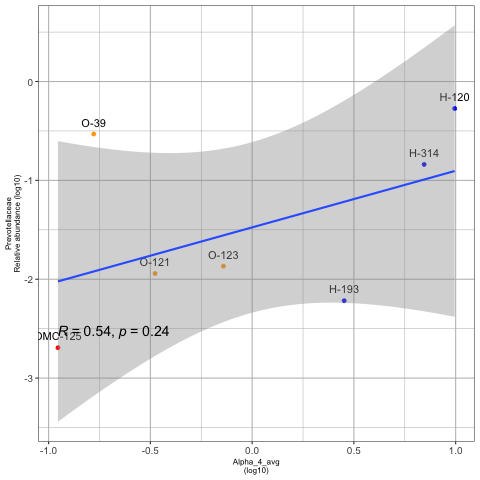 H-120
O-39
H-314
O-123
O-121
H-193
R = 0.54, p = 0.24
OMC-125
0
-1
-2
-3
Prevotellaceae
Relative abundance (log10)
-1.0 -0.5 0.0 0.5 1.0
Alpha_4_avg
(log10)